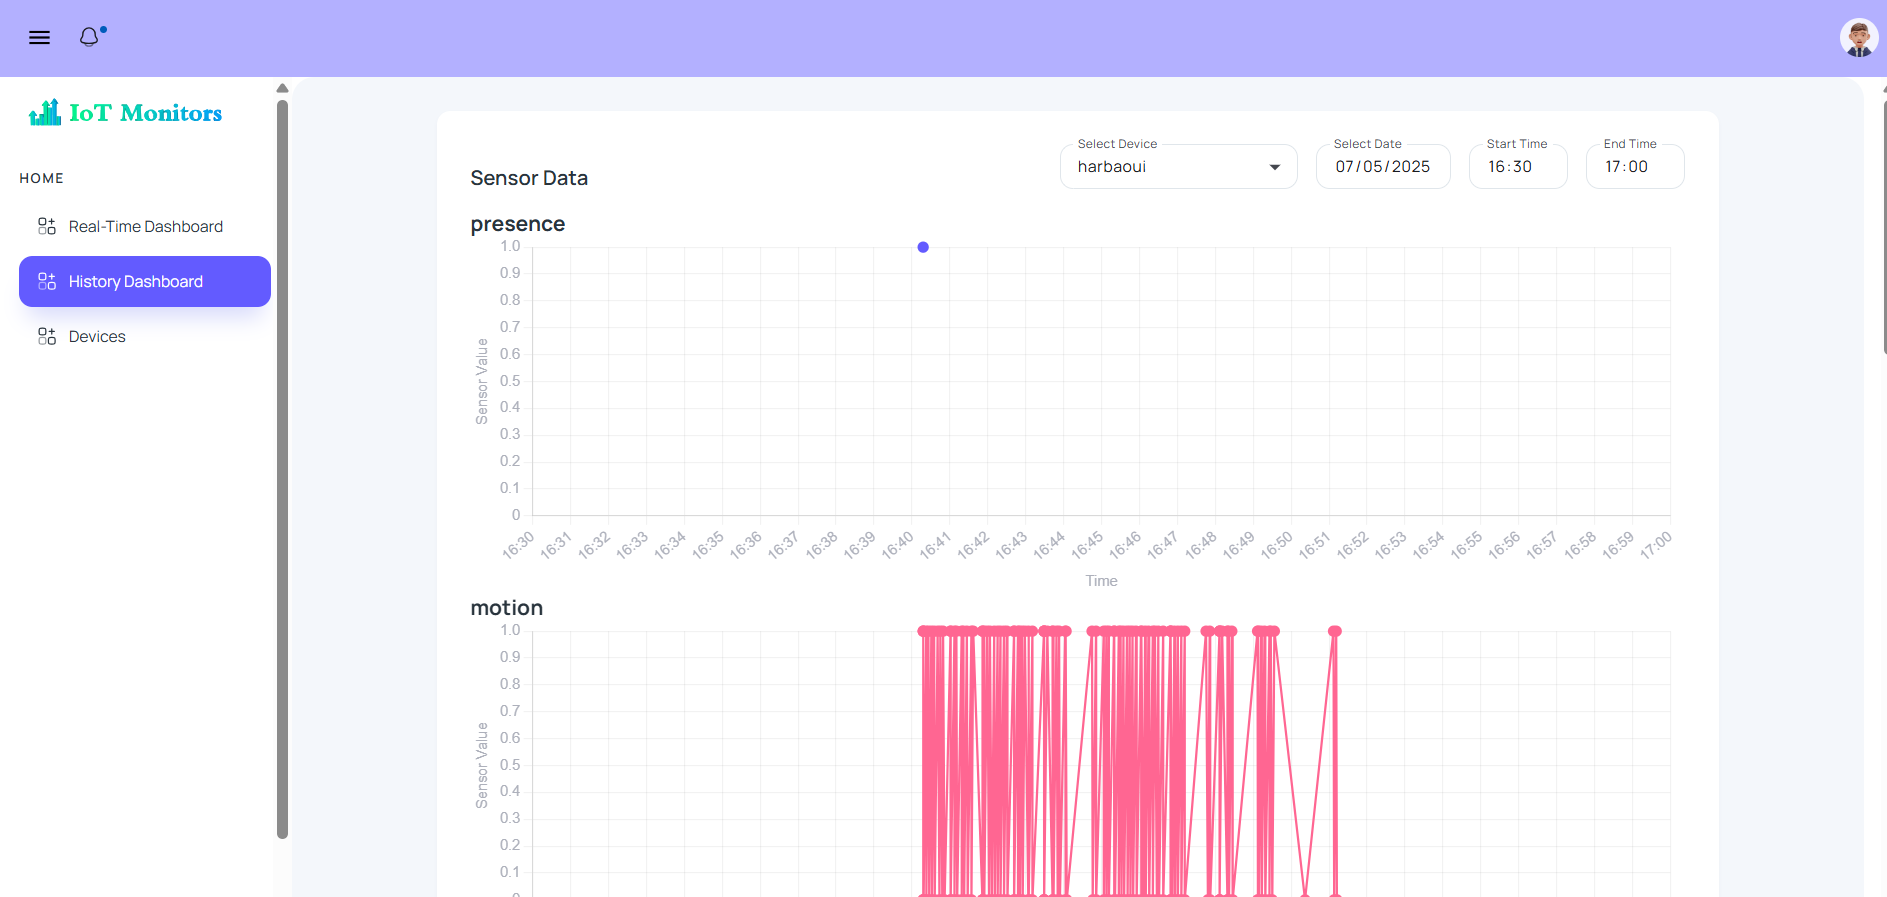 IoT Monitors
HOME
Real-Time Dashboard
History Dashboard
Devices
Select Device
harbaoui
Select Date
07/05/2025
Start Time
16:30
End Time
17:00
Sensor Data
presence
1.0
0.9
0.8
0.7
0.6
0.5
0.4
0.3
0.2
0.1
0
Sensor Value
16:30 16:31 16:32 16:33 16:34 16:35 16:36 16:37 16:38 16:39 16:40 16:41 16:42 16:43 16:44 16:45 16:46 16:47 16:48 16:49 16:50 16:51 16:52 16:53 16:54 16:55 16:56 16:57 16:58 16:59 17:00
Time
motion
1.0
0.9
0.8
0.7
0.6
0.5
0.4
0.3
0.2
0.1
0
Sensor Value